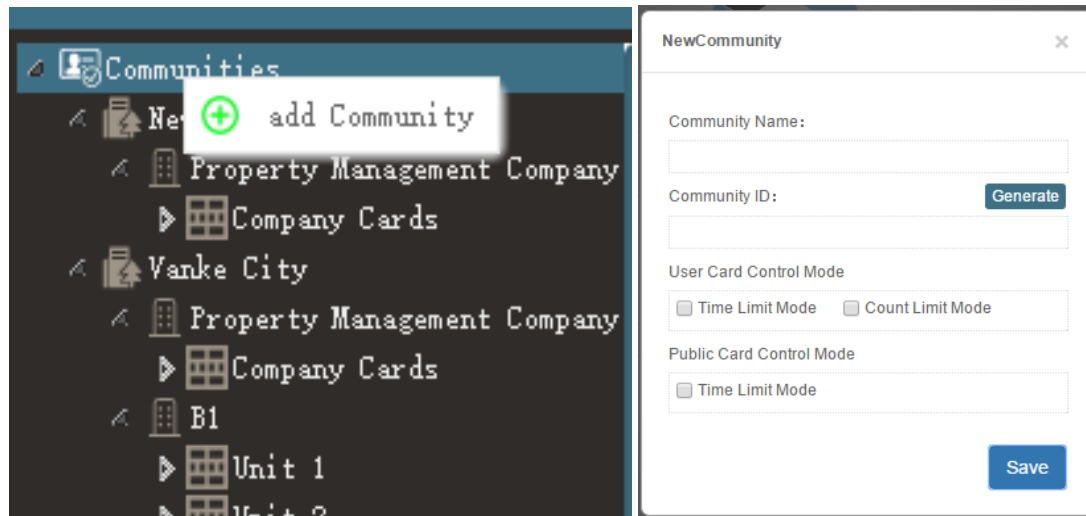 Communities
add Community
Property Management Company
Company Cards
Vanke City
Property Management Company
Company Cards
B1
Unit 1
NewCommunity
Community Name：
Community ID：
Generate
User Card Control Mode
Time Limit Mode Count Limit Mode
Public Card Control Mode
Time Limit Mode
Save